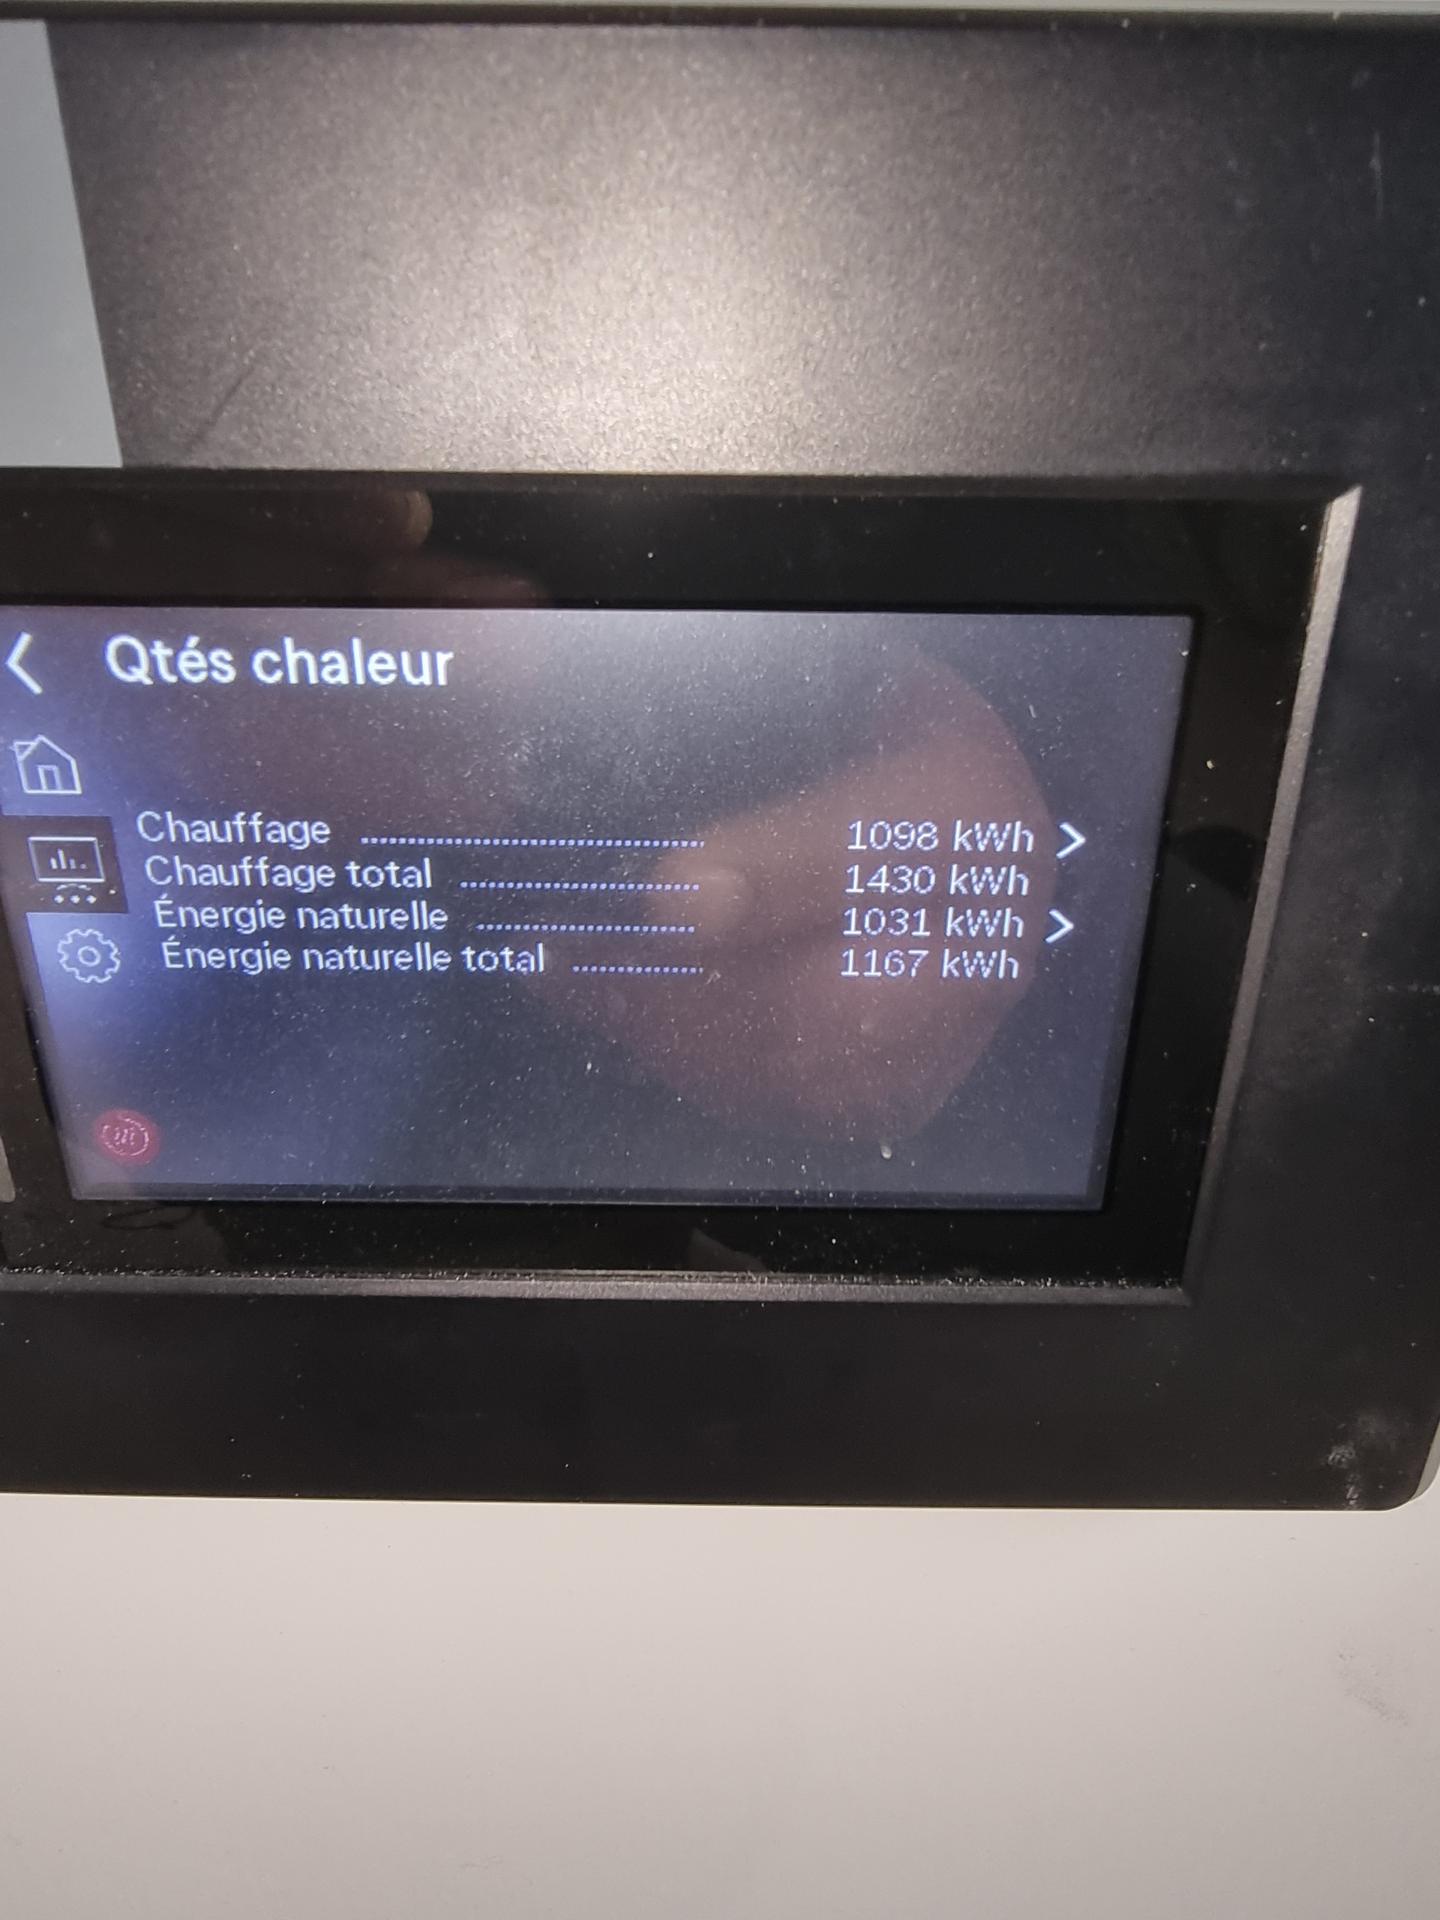 Qtés chaleur
Chauffage ........................ 1098 kWh
Chauffage total ........................ 1430 kWh
Énergie naturelle ........................ 1031 kWh
Énergie naturelle total ........................ 1167 kWh